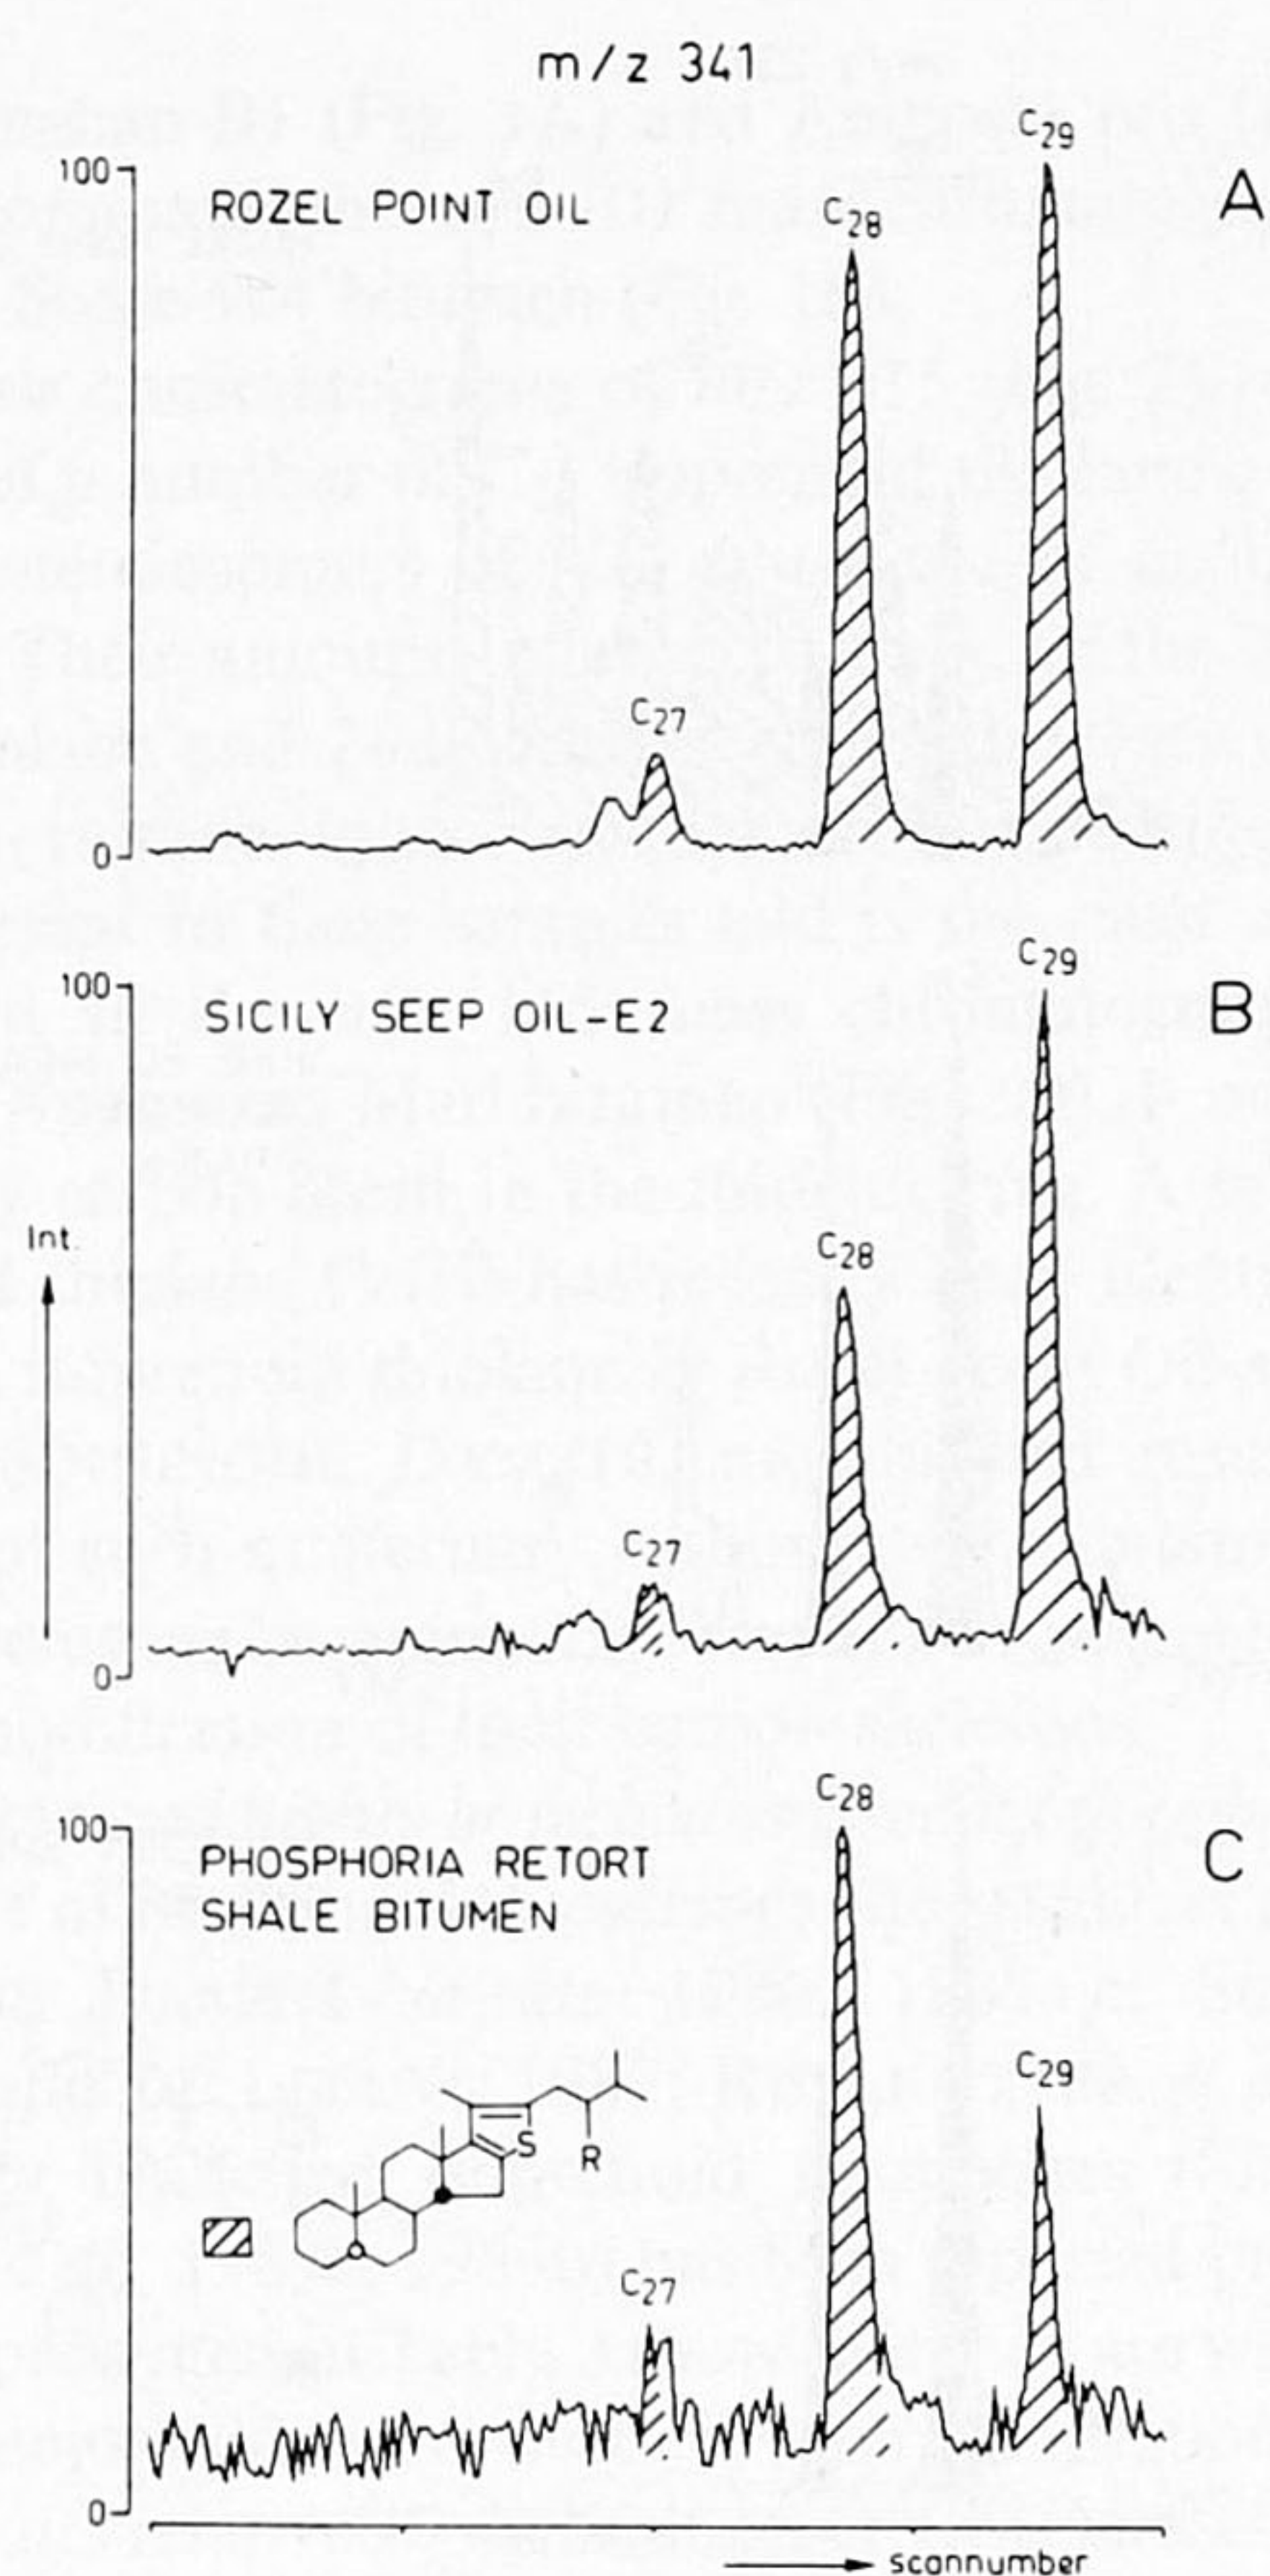 m/z 341
A
ROZEL POINT OIL
100
0
C27
C28
C29
B
SICILY SEEP OIL-E2
100
0
Int.
C27
C28
C29
C
PHOSPHORIA RETORT
SHALE BITUMEN
100
0
S
R
C27
C28
C29
scannumber